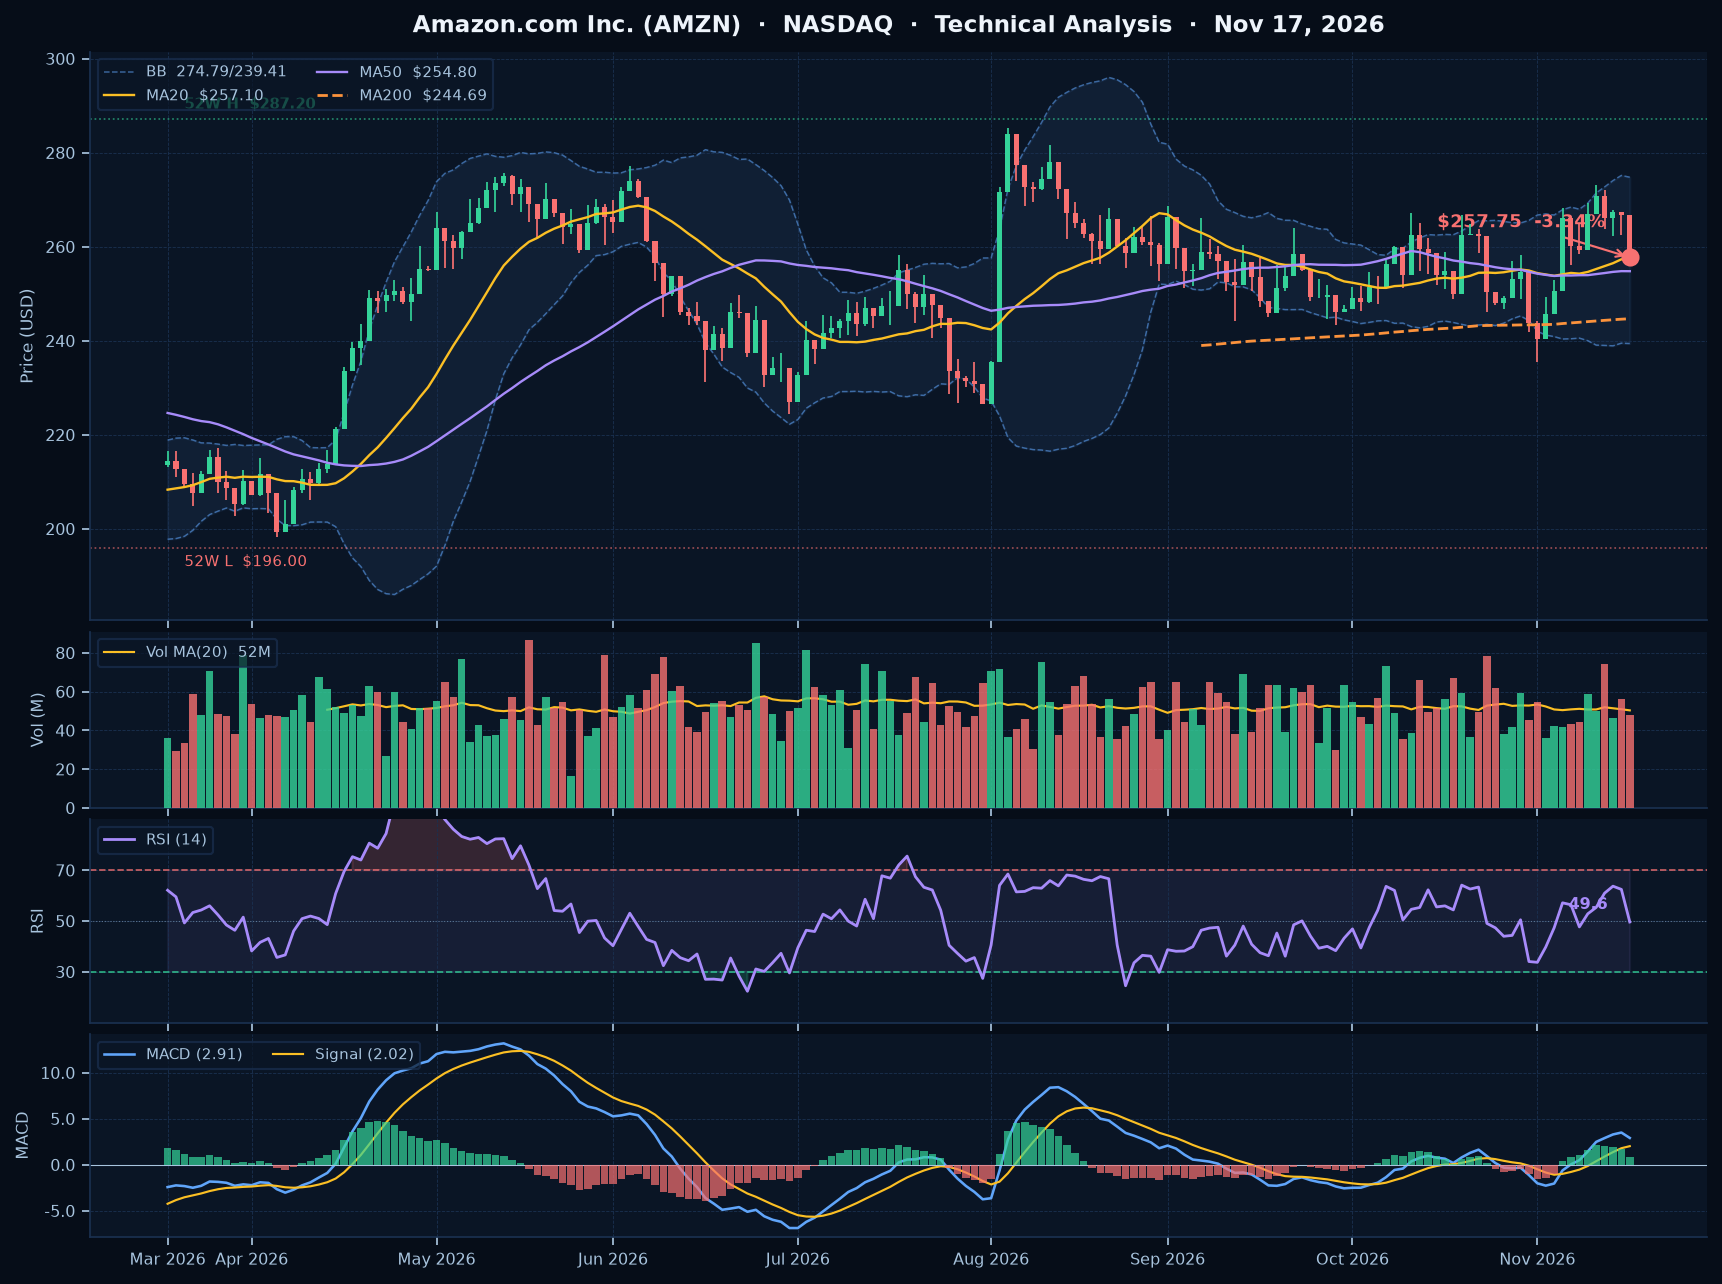 Amazon.com Inc. (AMZN) · NASDAQ · Technical Analysis · Nov 17, 2026
BB 274.79/239.41
MA20 $257.10
MA50 $254.80
MA200 $244.69
52W H $287.20
$257.75 -3.34%
52W L $196.00
Price (USD)
300
280
260
240
220
200
Vol MA(20) 52M
Vol (M)
80
60
40
20
0
RSI (14)
RSI
70
50
30
49.6
MACD (2.91)
Signal (2.02)
MACD
10.0
5.0
0.0
-5.0
Mar 2026 Apr 2026 May 2026 Jun 2026 Jul 2026 Aug 2026 Sep 2026 Oct 2026 Nov 2026